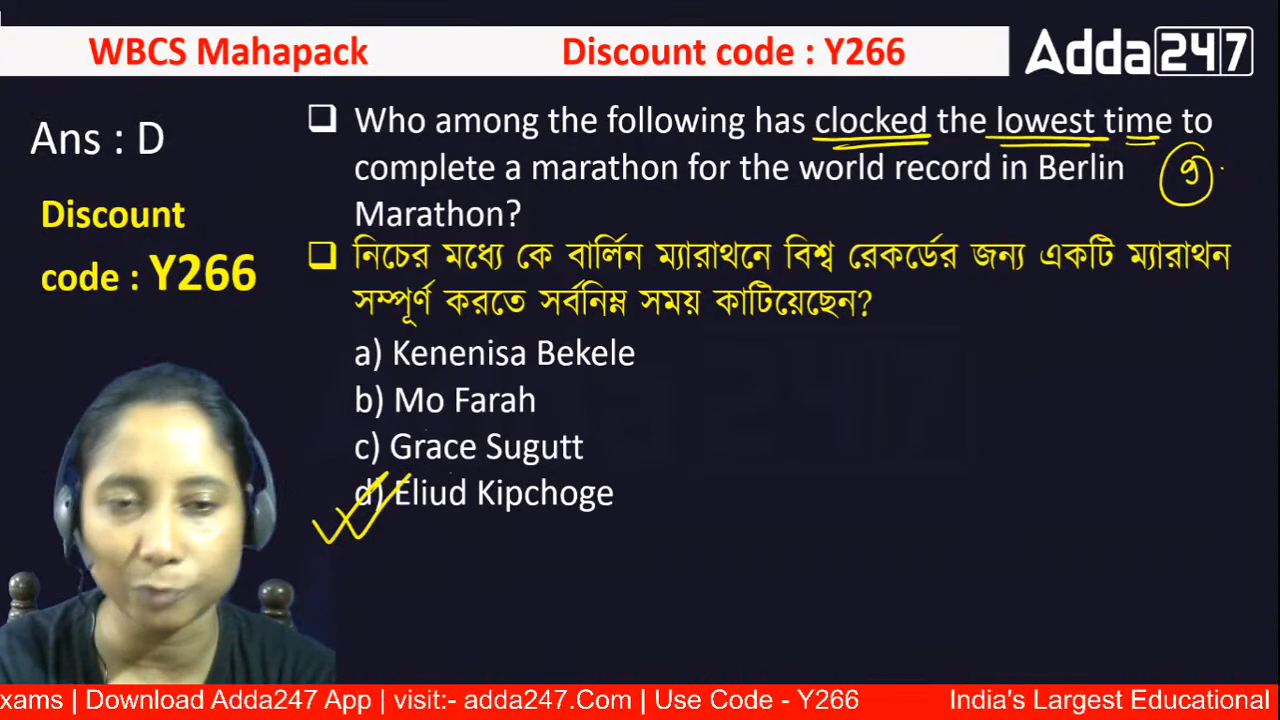 WBCS Mahapack Discount code : Y266 Adda247
Ans : D
Discount
code : Y266
Who among the following has clocked the lowest time to
complete a marathon for the world record in Berlin
Marathon?
9
নিচের মধ্যে কে বার্লিন ম্যারাথনে বিশ্ব রেকর্ডের জন্য একটি ম্যারাথন
সম্পূর্ণ করতে সর্বনিম্ন সময় কাটিয়েছেন?
a) Kenenisa Bekele
b) Mo Farah
c) Grace Sugutt
d) Eliud Kipchoge
exams | Download Adda247 App | visit:- adda247.Com | Use Code - Y266 India's Largest Educational